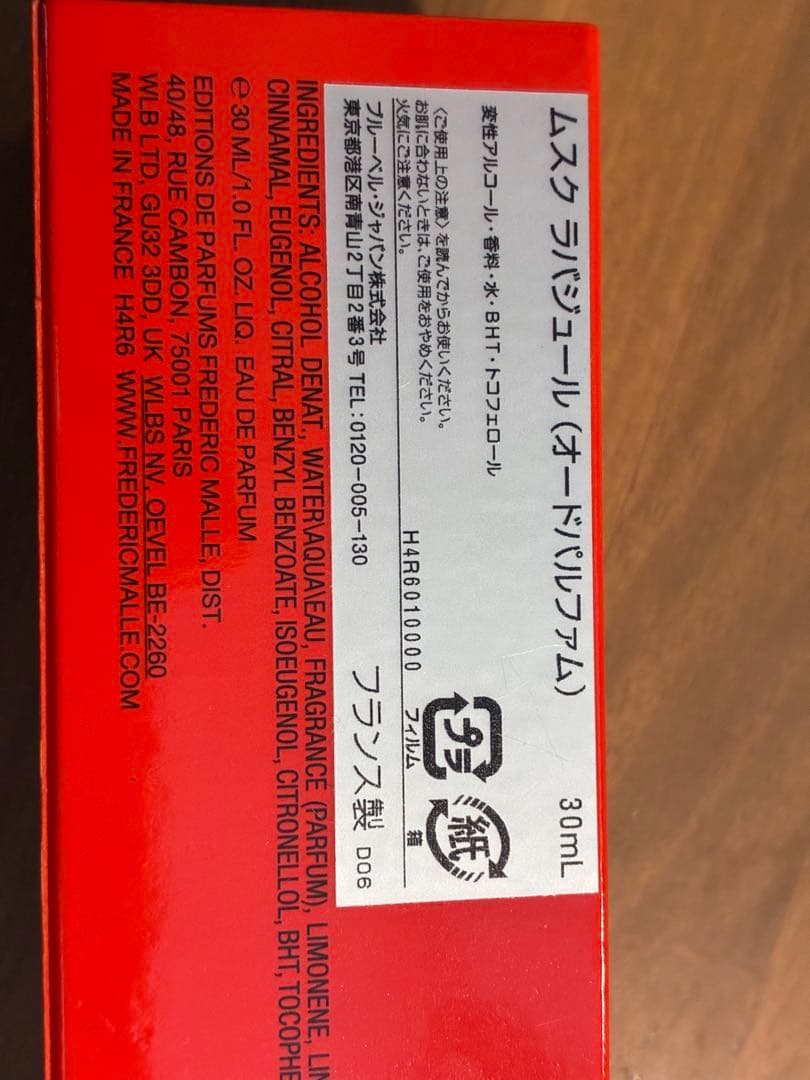 ムスク ラバジュール（オードパルファム） 30mL
変性アルコール・香料・水・BHT・トコフェロール
〈ご使用上の注意〉を読んでからお使いください。
お肌に合わないときは、ご使用をおやめください。
火気にご注意ください。
H4R6010000
プラ
フィルム
紙
箱
ブルーベル・ジャパン株式会社
東京都港区南青山2丁目2番3号 TEL:0120-005-130
フランス製 D06
INGREDIENTS: ALCOHOL DENAT., WATER\AQUA\EAU, FRAGRANCE (PARFUM), LIMONENE,
CINNAMAL, EUGENOL, CITRAL, BENZYL BENZOATE, ISOEUGENOL, CITRONELLOL, BHT,
℮ 30 ML/1.0 FL. OZ. LIQ. EAU DE PARFUM
EDITIONS DE PARFUMS FREDERIC MALLE, DIST.
40/48, RUE CAMBON, 75001 PARIS
WLB LTD, GU32 3DD, UK WLBS NV, OEVEL BE-2260
MADE IN FRANCE H4R6 WWW.FREDERICMALLE.COM